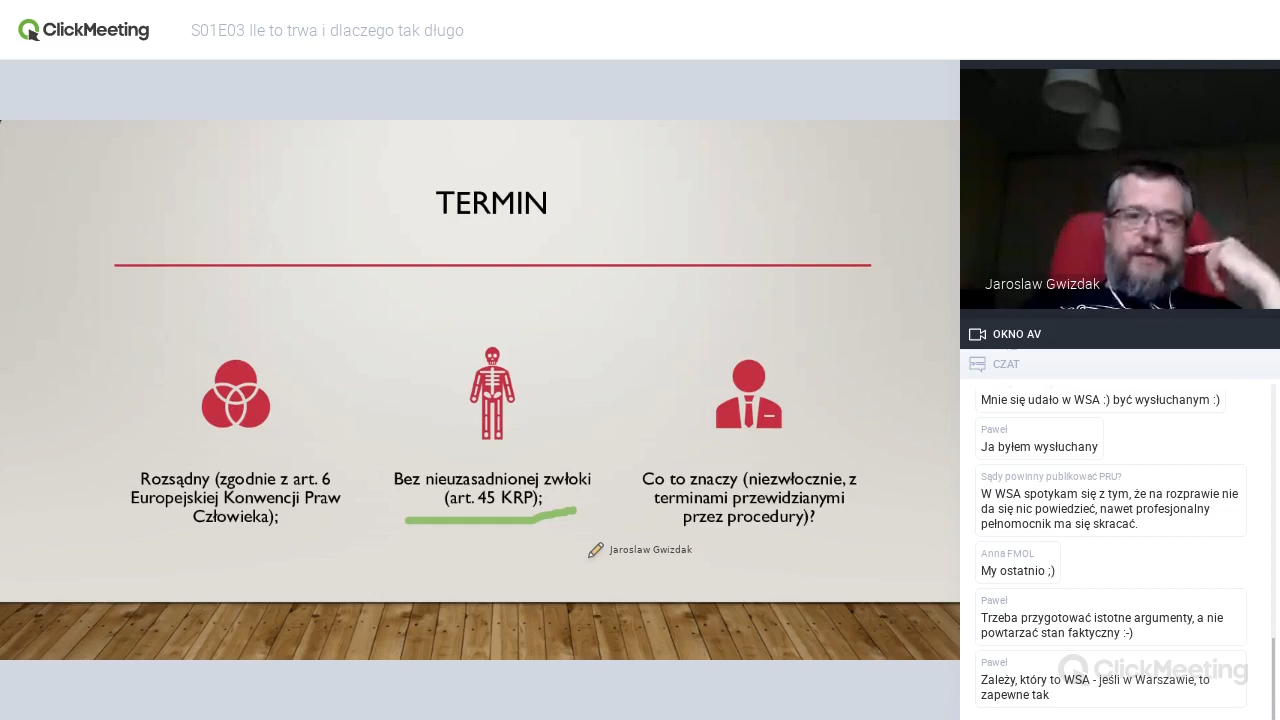 ClickMeeting
S01E03 Ile to trwa i dlaczego tak długo
TERMIN
Rozsądny (zgodnie z art. 6
Europejskiej Konwencji Praw
Człowieka);
Bez nieuzasadnionej zwłoki
(art. 45 KRP);
Co to znaczy (niezwłocznie, z
terminami przewidzianymi
przez procedury)?
Jaroslaw Gwizdak
Jaroslaw Gwizdak
OKNO AV
CZAT
Mnie się udało w WSA :) być wysłuchanym :)
Paweł
Ja byłem wysłuchany
Sądy powinny publikować PRU?
W WSA spotykam się z tym, że na rozprawie nie
da się nic powiedzieć, nawet profesjonalny
pełnomocnik ma się skracać.
Anna FMOL
My ostatnio ;)
Paweł
Trzeba przygotować istotne argumenty, a nie
powtarzać stan faktyczny :-)
Paweł
Zależy, który to WSA - jeśli w Warszawie, to
zapewne tak
ClickMeeting